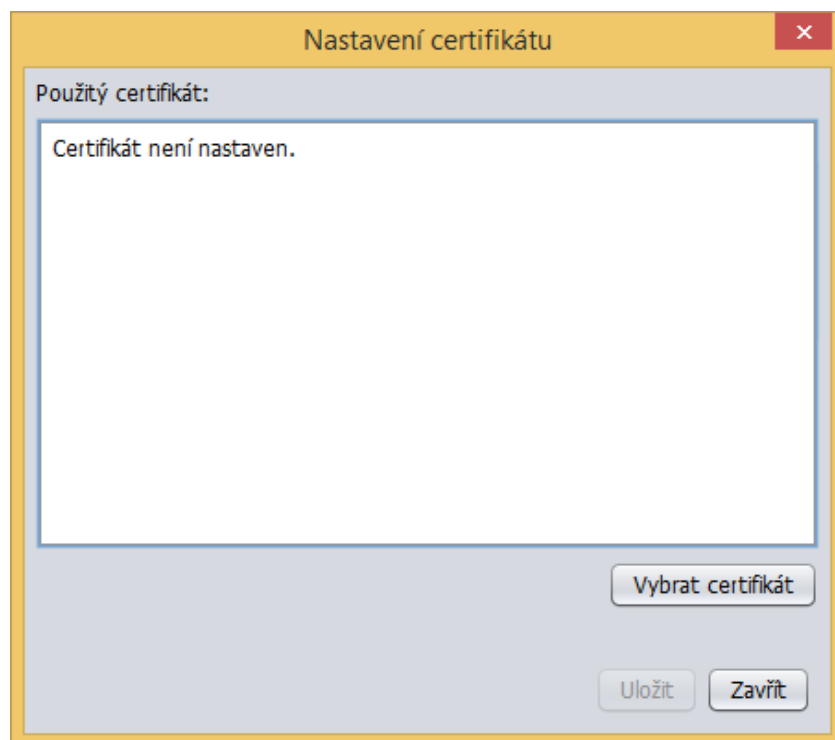 Nastavení certifikátu
Použitý certifikát:
Certifikát není nastaven.
Vybrat certifikát
Uložit Zavřít